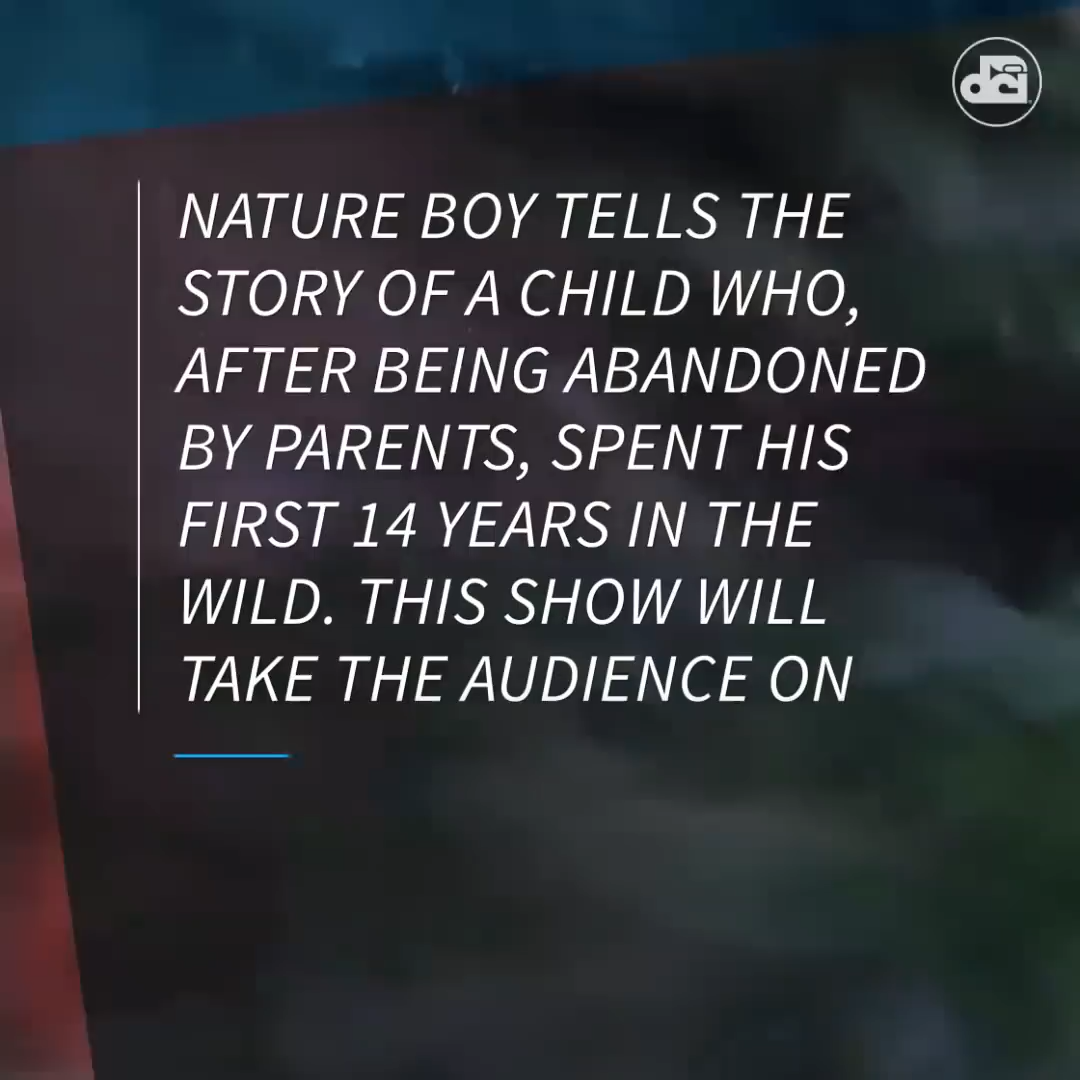 dci
NATURE BOY TELLS THE
STORY OF A CHILD WHO,
AFTER BEING ABANDONED
BY PARENTS, SPENT HIS
FIRST 14 YEARS IN THE
WILD. THIS SHOW WILL
TAKE THE AUDIENCE ON